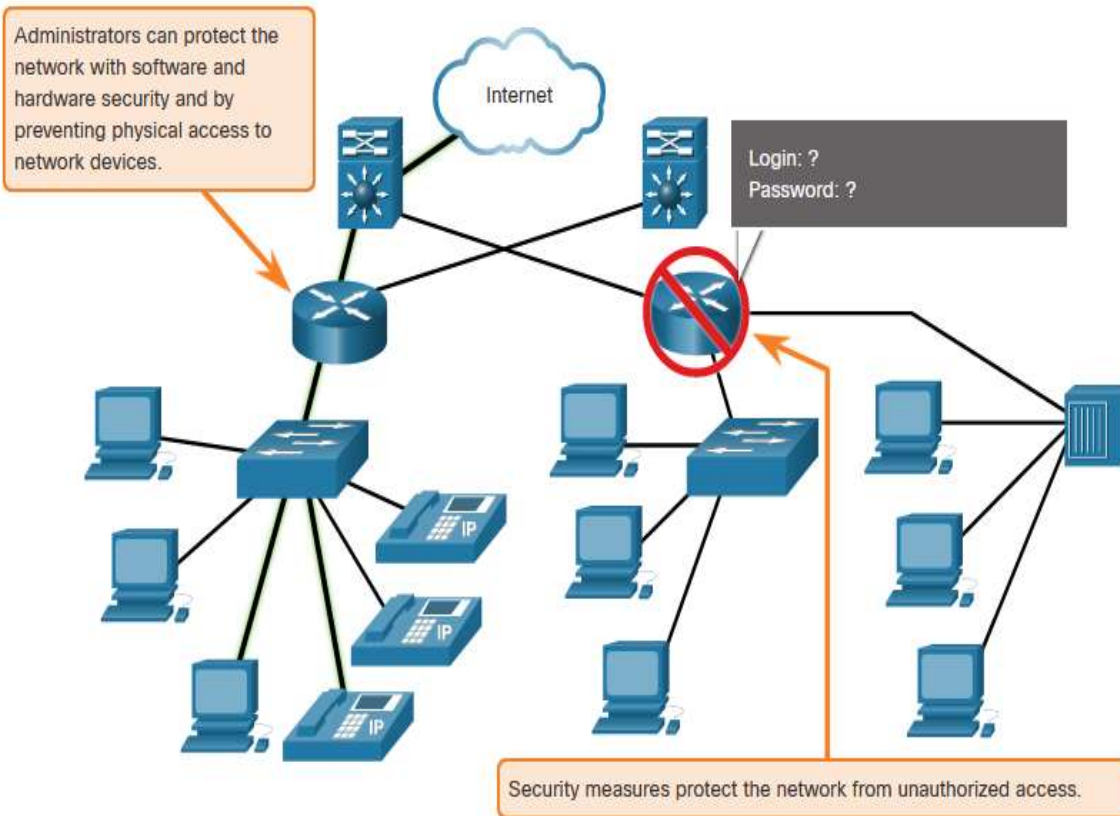 Administrators can protect the
network with software and
hardware security and by
preventing physical access to
network devices.
Internet
Login: ?
Password: ?
IP
IP
IP
Security measures protect the network from unauthorized access.